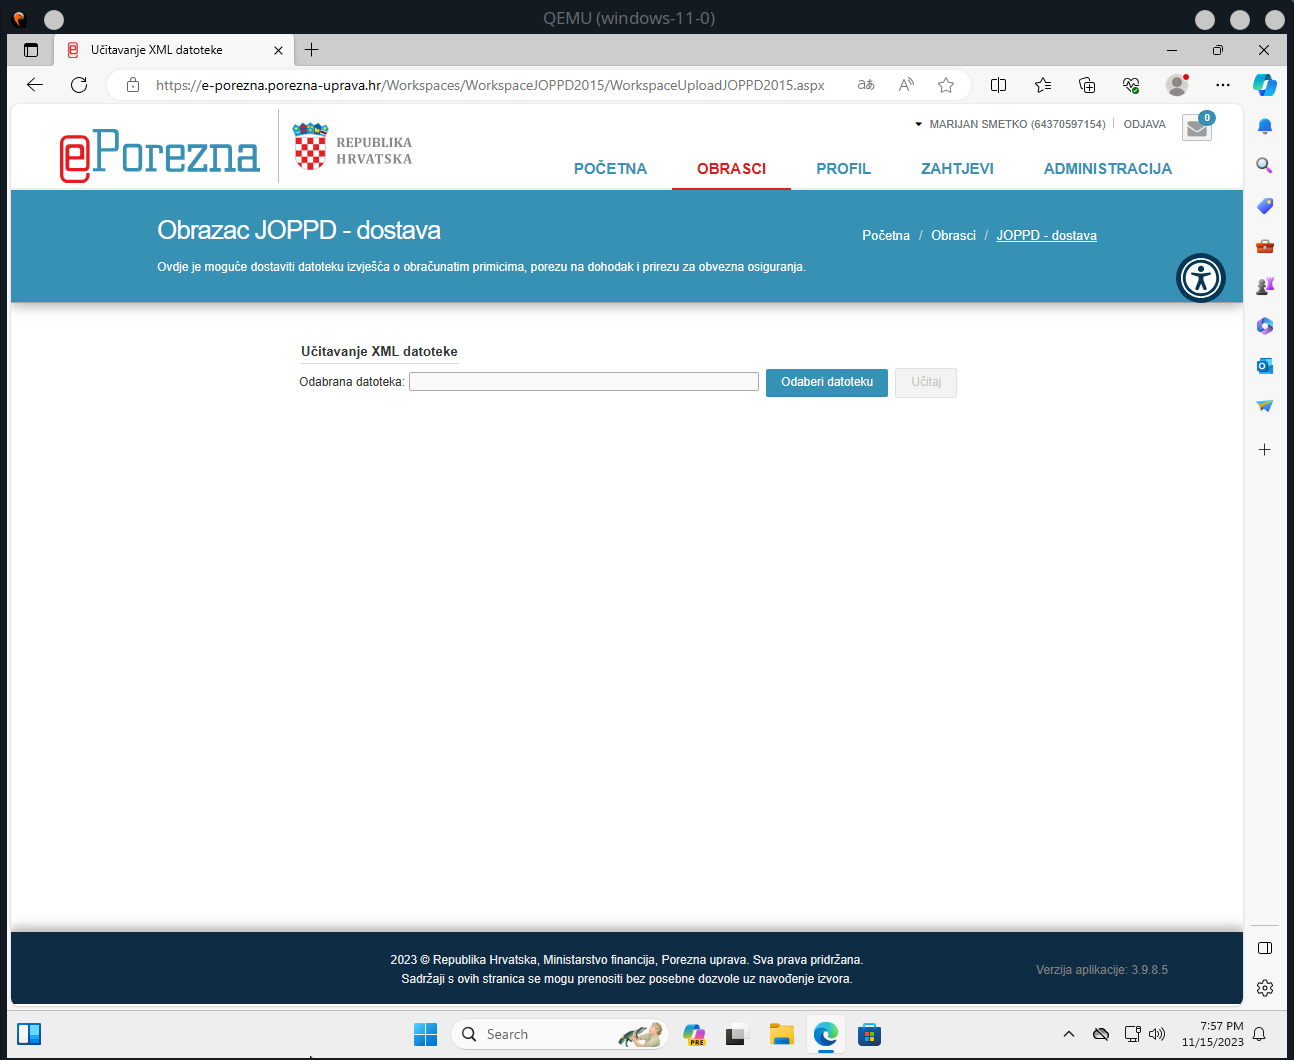 QEMU (windows-11-0)
Učitavanje XML datoteke
https://e-porezna.porezna-uprava.hr/Workspaces/WorkspaceJOPPD2015/WorkspaceUploadJOPPD2015.aspx
aあ
ePorezna
REPUBLIKA
HRVATSKA
MARIJAN SMETKO (64370597154)
ODJAVA
0
POČETNA
OBRASCI
PROFIL
ZAHTJEVI
ADMINISTRACIJA
Obrazac JOPPD - dostava
Početna / Obrasci / JOPPD - dostava
Ovdje je moguće dostaviti datoteku izvješća o obračunatim primicima, porezu na dohodak i prirezu za obvezna osiguranja.
Učitavanje XML datoteke
Odabrana datoteka:
Odaberi datoteku
Učitaj
2023 © Republika Hrvatska, Ministarstvo financija, Porezna uprava. Sva prava pridržana.
Sadržaji s ovih stranica se mogu prenositi bez posebne dozvole uz navođenje izvora.
Verzija aplikacije: 3.9.8.5
Search
PRE
7:57 PM
11/15/2023